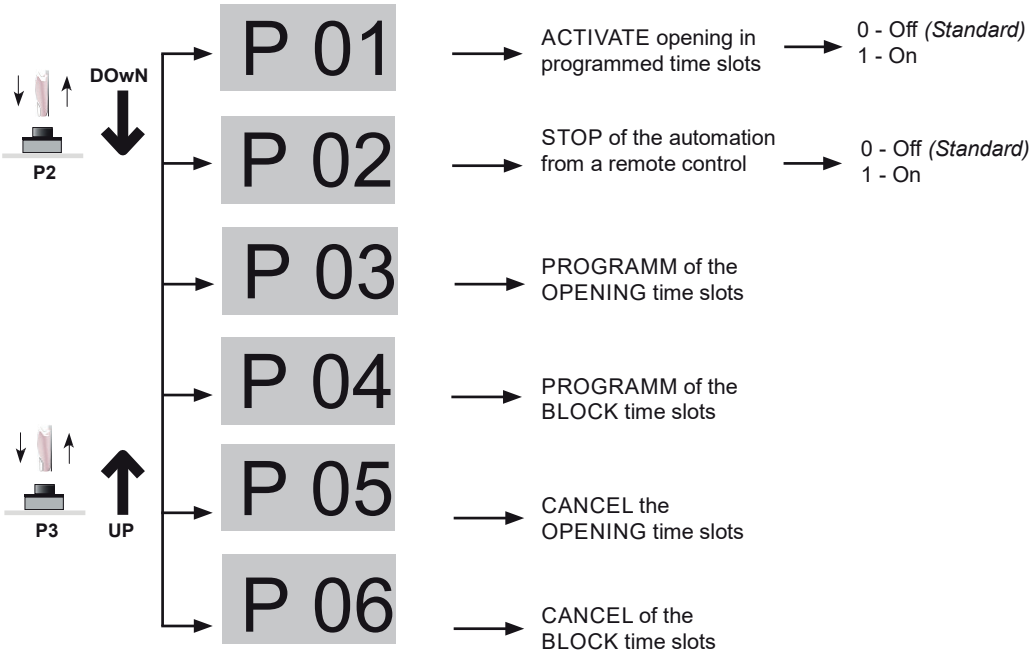 P 01
ACTIVATE opening in
programmed time slots
0 - Off (Standard)
1 - On
DOwN
P2
P 02
STOP of the automation
from a remote control
0 - Off (Standard)
1 - On
P 03
PROGRAMM of the
OPENING time slots
P 04
PROGRAMM of the
BLOCK time slots
P3
UP
P 05
CANCEL the
OPENING time slots
P 06
CANCEL of the
BLOCK time slots